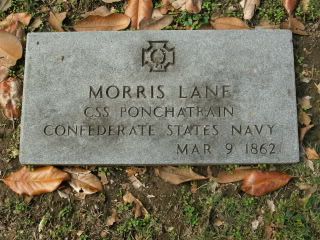 MORRIS LANE
CSS PONCHATRAIN
CONFEDERATE STATES NAVY
MAR 9 1862